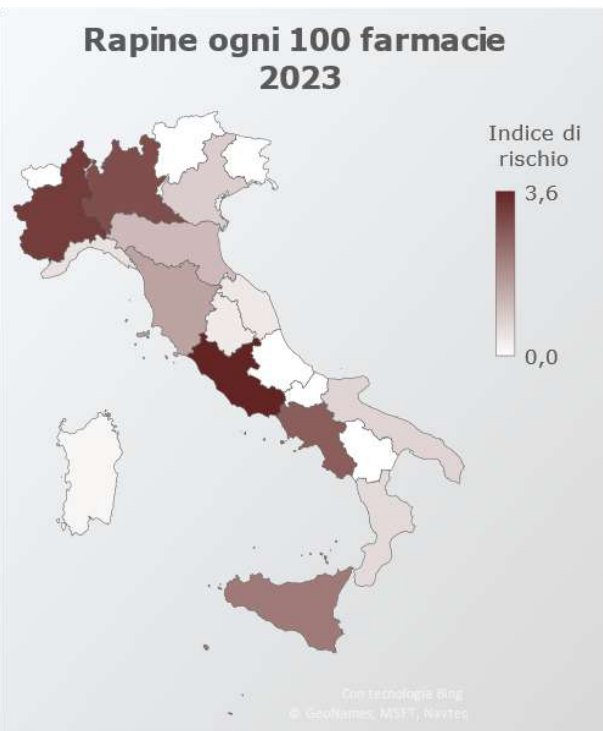 Rapine ogni 100 farmacie
2023
Indice di
rischio
3,6
0,0
Con tecnologia Bing
© GeoNames, MSFT, Navteq